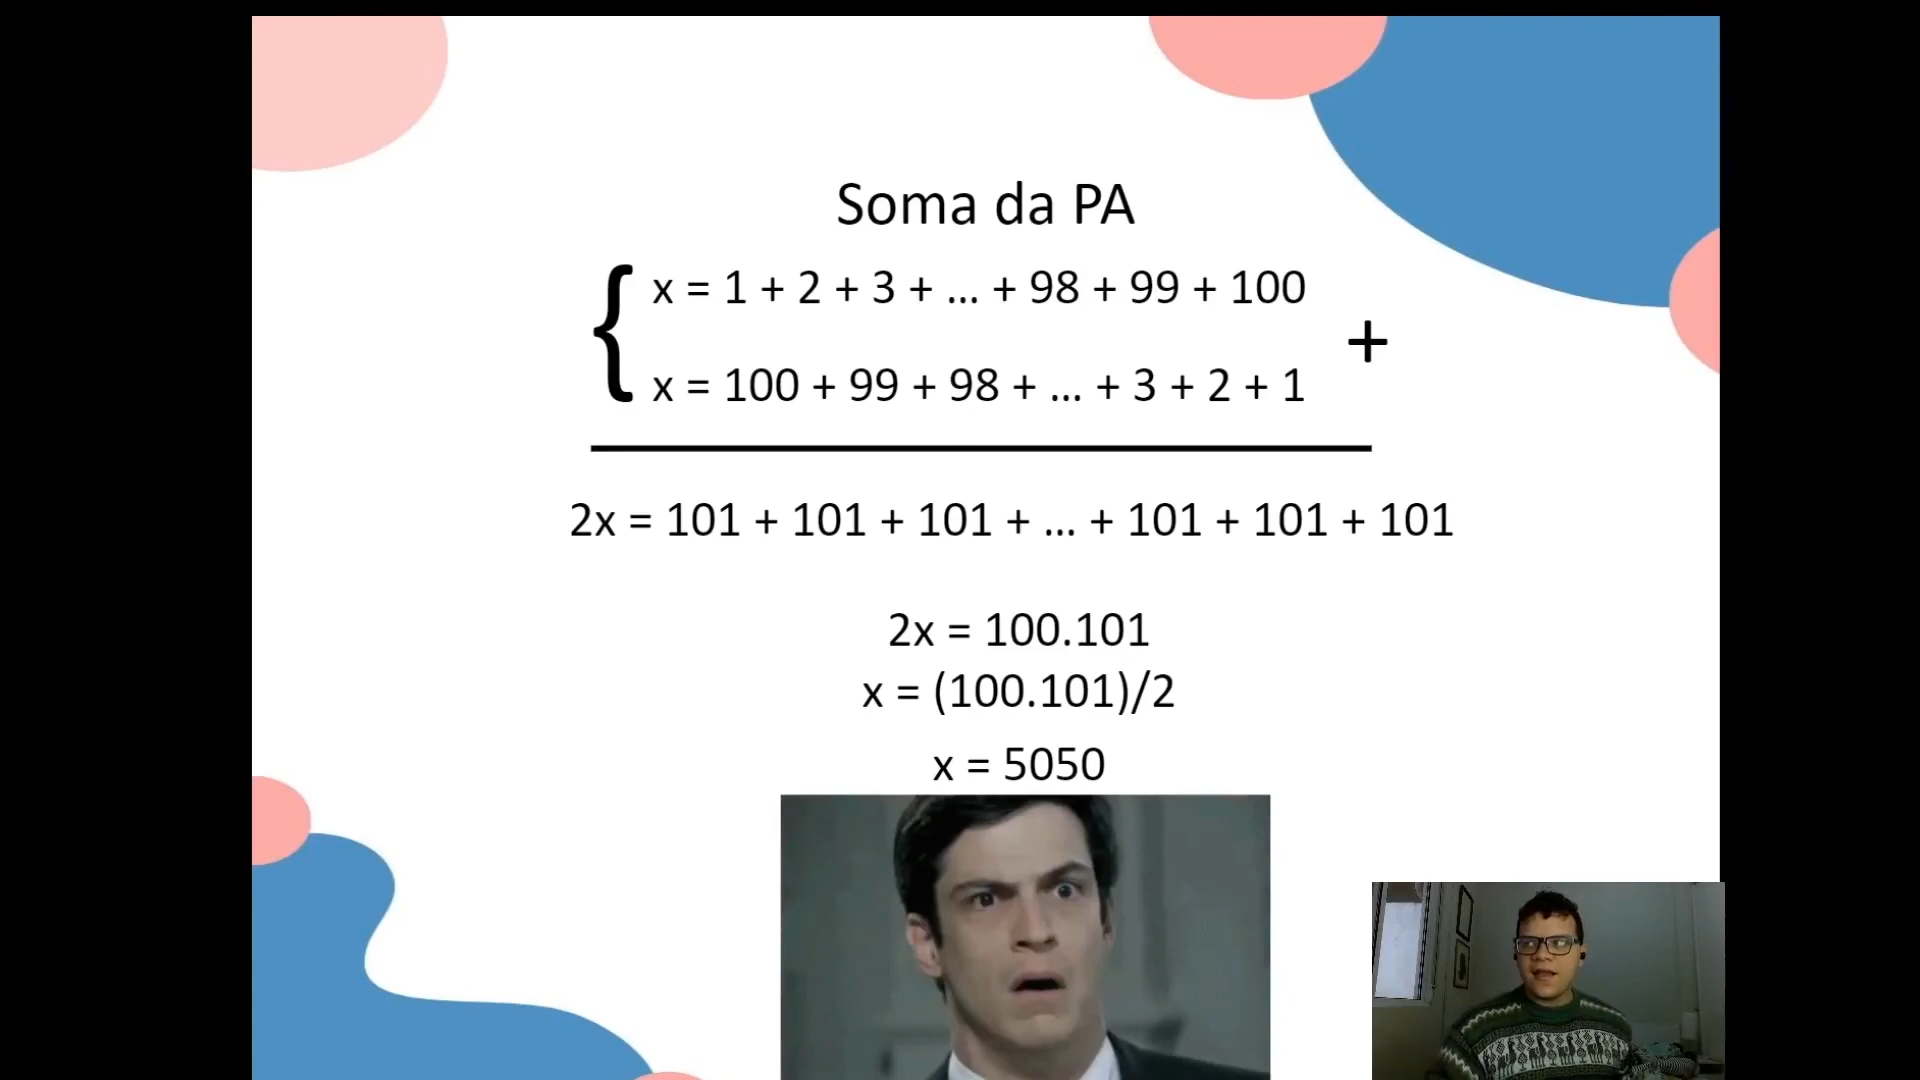 Soma da PA
{ x = 1 + 2 + 3 + ... + 98 + 99 + 100
+
x = 100 + 99 + 98 + ... + 3 + 2 + 1
2x = 101 + 101 + 101 + ... + 101 + 101 + 101
2x = 100.101
x = (100.101)/2
x = 5050